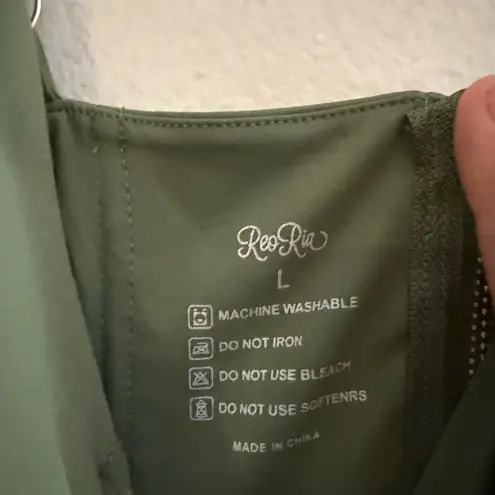 ReoRia
L
MACHINE WASHABLE
DO NOT IRON
DO NOT USE BLEACH
DO NOT USE SOFTENRS
MADE IN CHINA